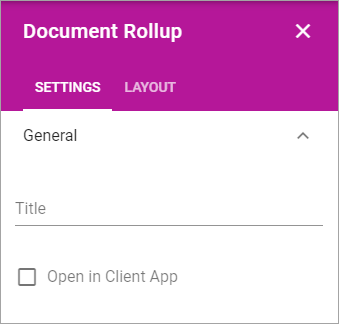 Document Rollup
SETTINGS LAYOUT
General
Title
Open in Client App